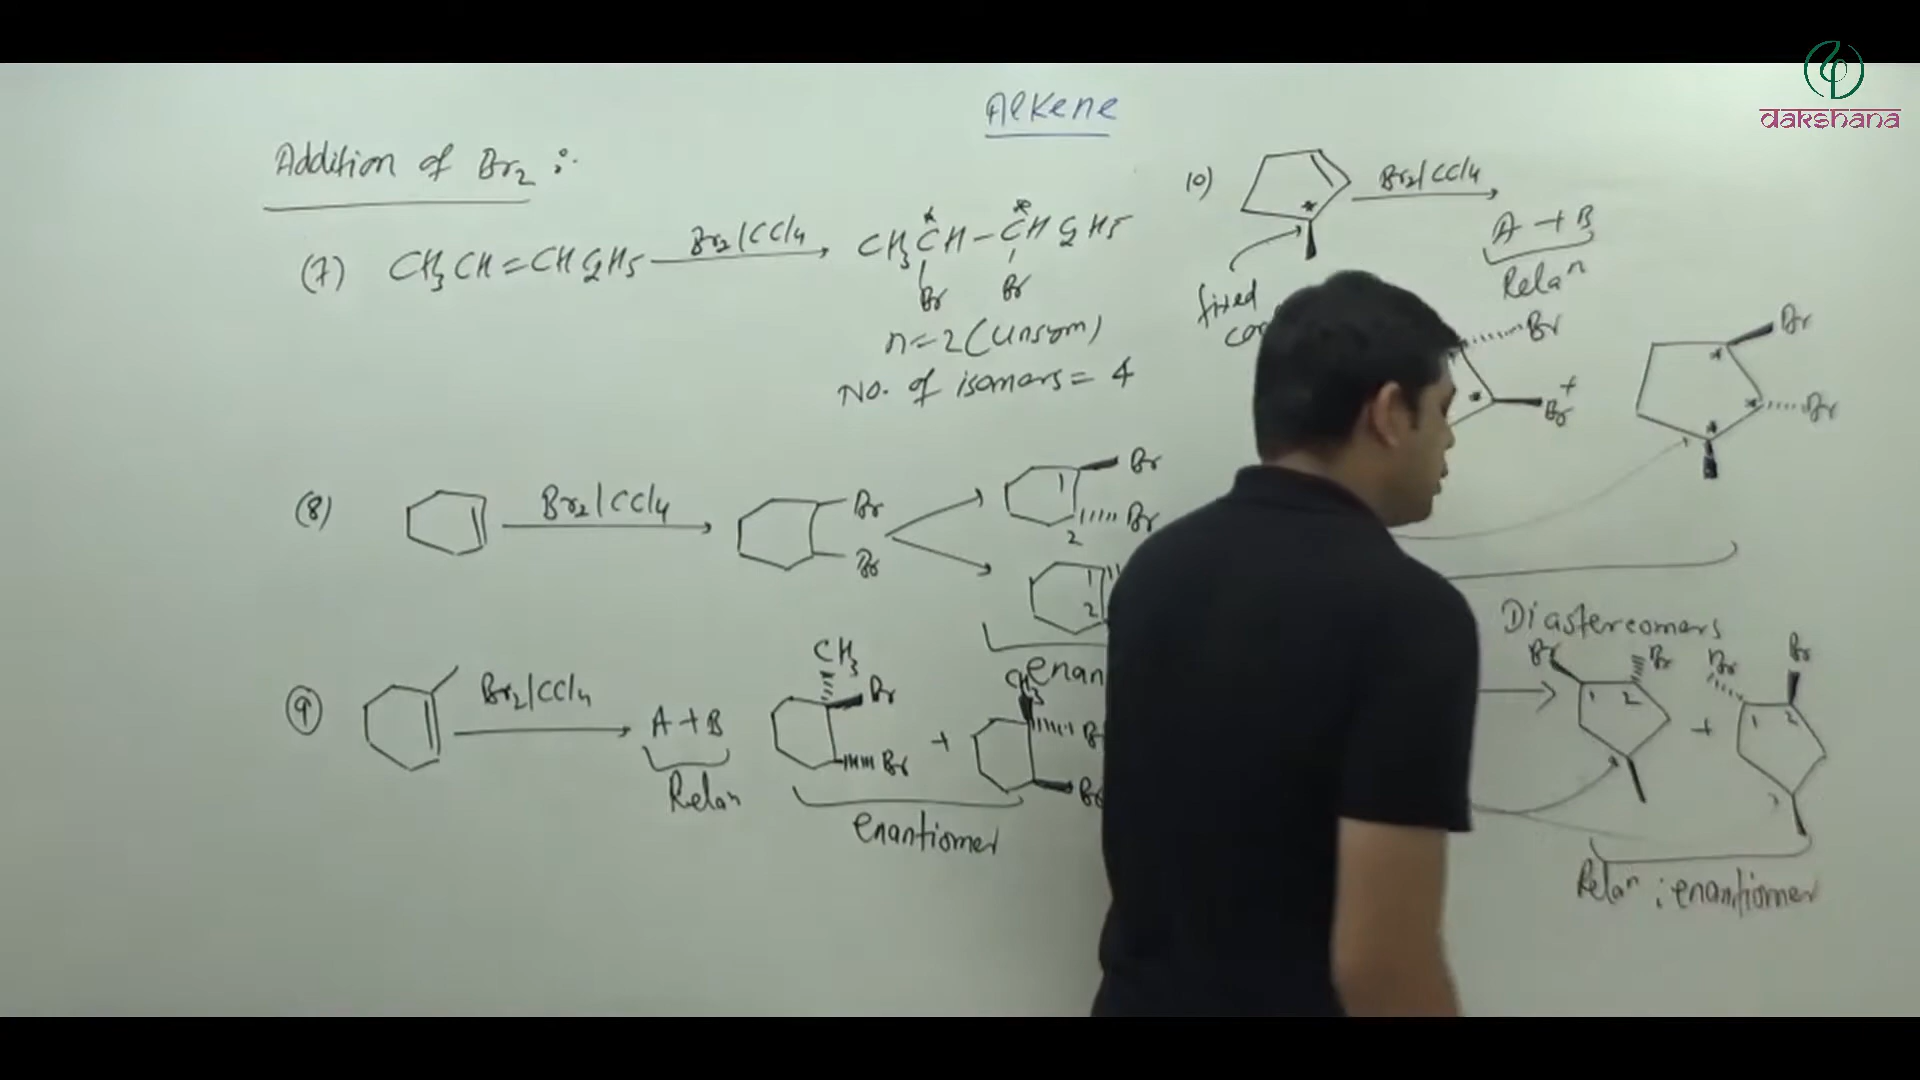 dakshana
Alkene
Addition of Br2 :-
(7) CH3CH=CHC2H5 Br2/CCl4 CH3CH-CHC2H5
* *
Br Br
n=2 (unsym)
No. of isomers = 4
(8) Br2/CCl4 Br
Br
1 Br
2 Br
1
2
enan
(9) Br2/CCl4 A + B
Relan
CH3
Br
Br
+
CH3
Br
enantiomer
10) Br2/CCl4
*
A + B
Relan
fixed
Br
* Br
+
* Br
* Br
*
Diastereomers
Br Br
1 2
+
Br Br
1 2
Relan : enantiomer